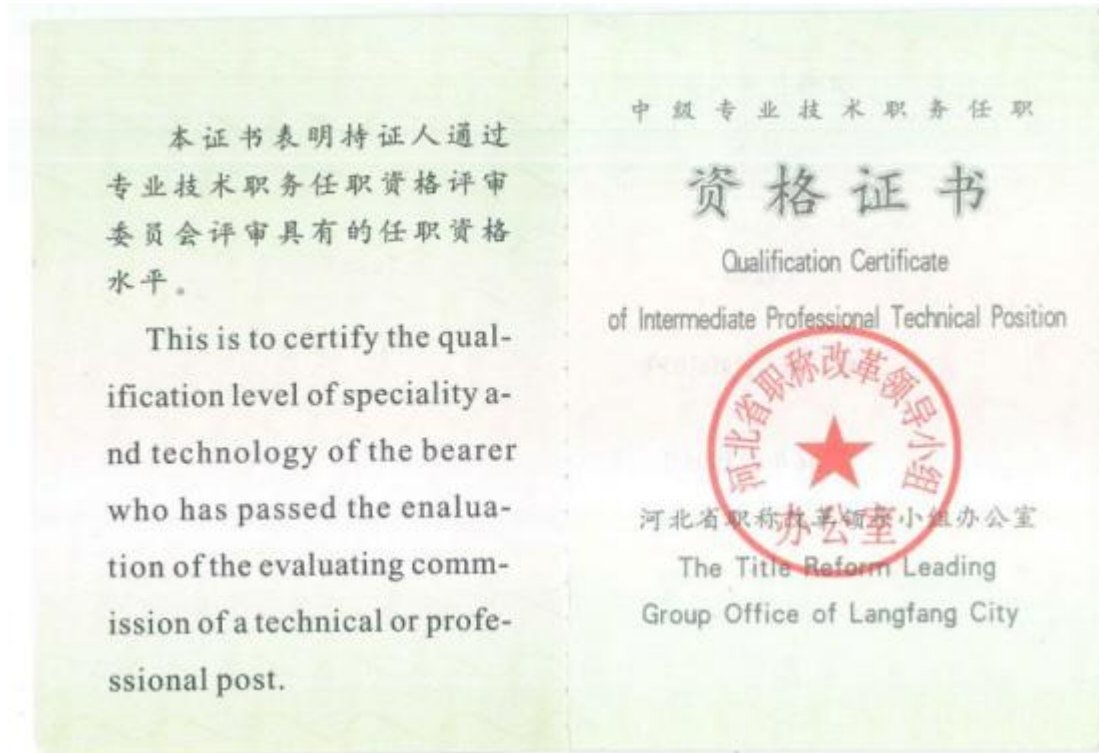 本证书表明持证人通过
专业技术职务任职资格评审
委员会评审具有的任职资格
水平。
This is to certify the qual-
ification level of speciality a-
nd technology of the bearer
who has passed the enalua-
tion of the evaluating comm-
ission of a technical or profe-
ssional post.
中级专业技术职务任职
资格证书
Qualification Certificate
of Intermediate Professional Technical Position
河北省职称改革领导小组
办公室
河北省职称改革领导小组办公室
The Title Reform Leading
Group Office of Langfang City